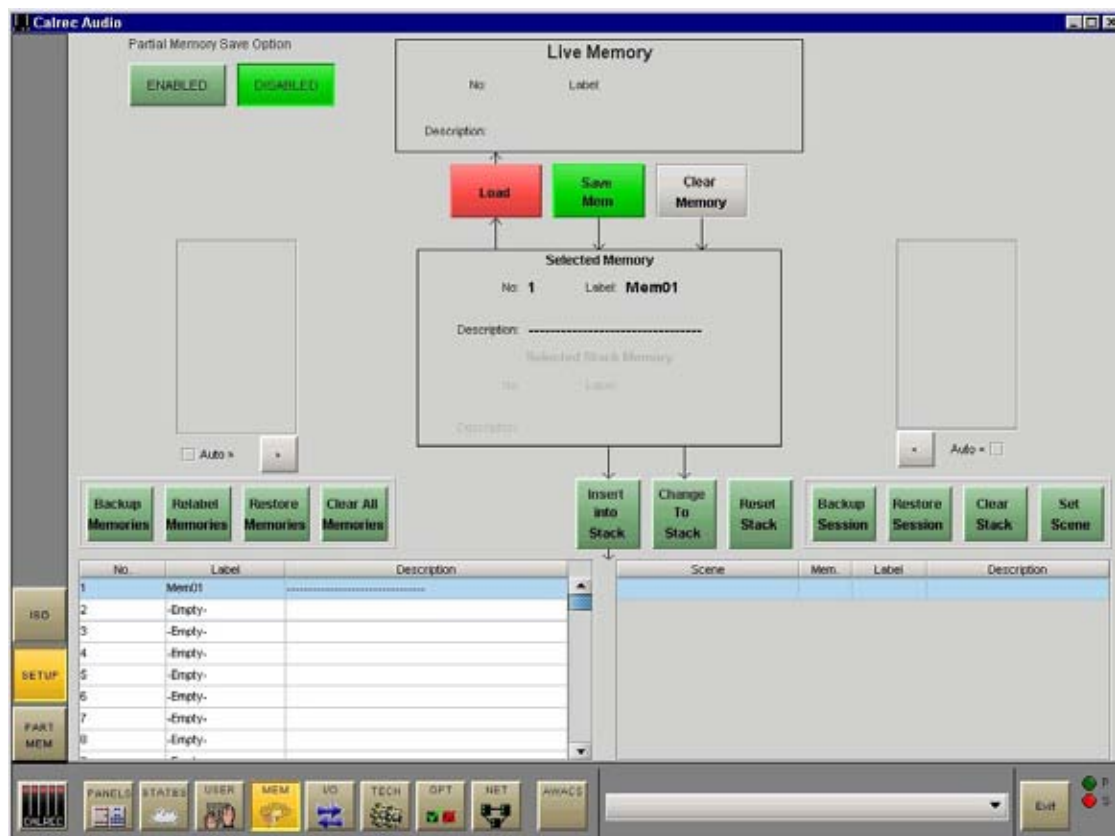 Calrec Audio
Partial Memory Save Option
ENABLED
DISABLED
Live Memory
No:
Label:
Description:
Load
Save
Mem
Clear
Memory
Selected Memory
No: 1 Label: Mem01
Description: --------------------------------
Selected Stack Memory
No:
Label:
Description:
Auto »
»
«
Auto «
Backup
Memories
Relabel
Memories
Restore
Memories
Clear All
Memories
Insert
into
Stack
Change
To
Stack
Reset
Stack
Backup
Session
Restore
Session
Clear
Stack
Set
Scene
No. Label Description
1 Mem01 --------------------------------
2 -Empty-
3 -Empty-
4 -Empty-
5 -Empty-
6 -Empty-
7 -Empty-
8 -Empty-
Scene Mem. Label Description
ISO
SETUP
PART
MEM
CALREC
PANELS
STATES
USER
MEM
I/O
TECH
OPT
NET
AWACS
Exit
P
S